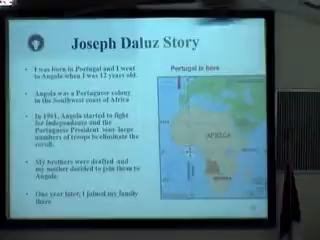 Joseph Daluz Story
I was born in Portugal and I went
to Angola when I was 12 years old.
Angola was a Portuguese colony
in the Southwest coast of Africa
In 1961, Angola started to fight
for independence and the
Portuguese President sent large
numbers of troops to eliminate the
My brothers were drafted and
my mother decided to join them to
Angola.
One year later, I joined my family
there
Portugal is here
AFRICA